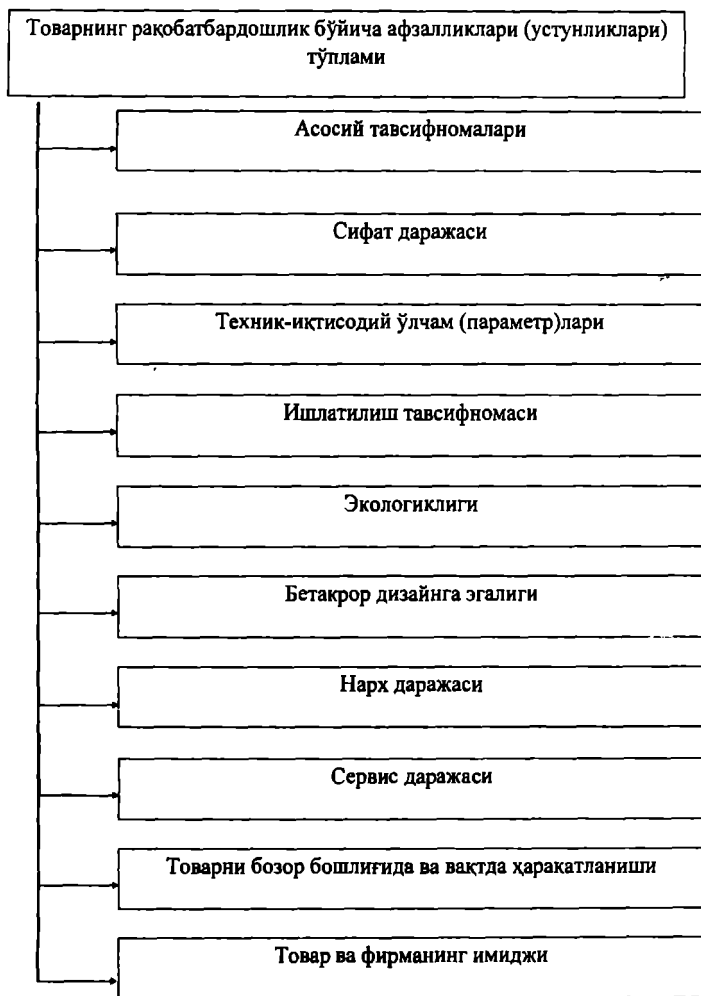 Товарнинг рақобатбардошлик бўйича афзалликлари (устунликлари)
тўплами
Асосий тавсифномалари
Сифат даражаси
Техник-иқтисодий ўлчам (параметр)лари
Ишлатилиш тавсифномаси
Экологиклиги
Бетакрор дизайнга эгалиги
Нарх даражаси
Сервис даражаси
Товарни бозор бошлиғида ва вақтда ҳаракатланиши
Товар ва фирманинг имиджи